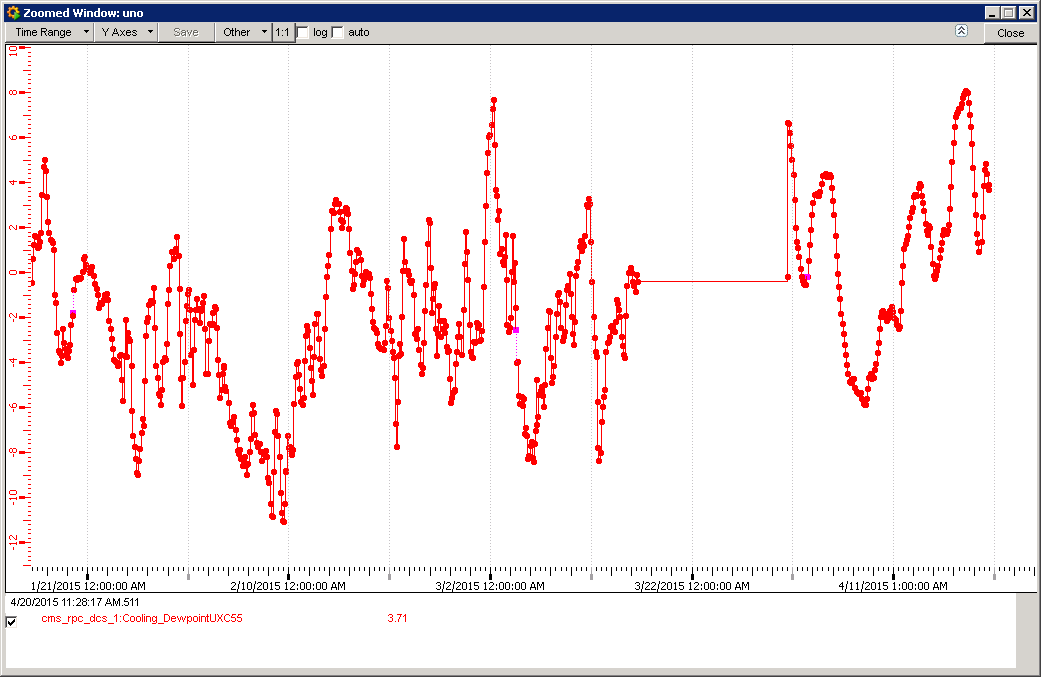 Zoomed Window: uno
Time Range Y Axes Save Other 1:1 log auto Close
10
8
6
4
2
0
-2
-4
-6
-8
-10
-12
1/21/2015 12:00:00 AM 2/10/2015 12:00:00 AM 3/2/2015 12:00:00 AM 3/22/2015 12:00:00 AM 4/11/2015 1:00:00 AM
4/20/2015 11:28:17 AM.511
cms_rpc_dcs_1:Cooling_DewpointUXC55 3.71